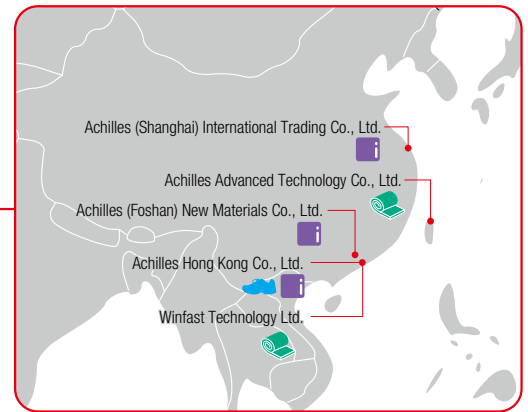 Achilles (Shanghai) International Trading Co., Ltd.
i
Achilles Advanced Technology Co., Ltd.
Achilles (Foshan) New Materials Co., Ltd.
i
Achilles Hong Kong Co., Ltd.
i
Winfast Technology Ltd.